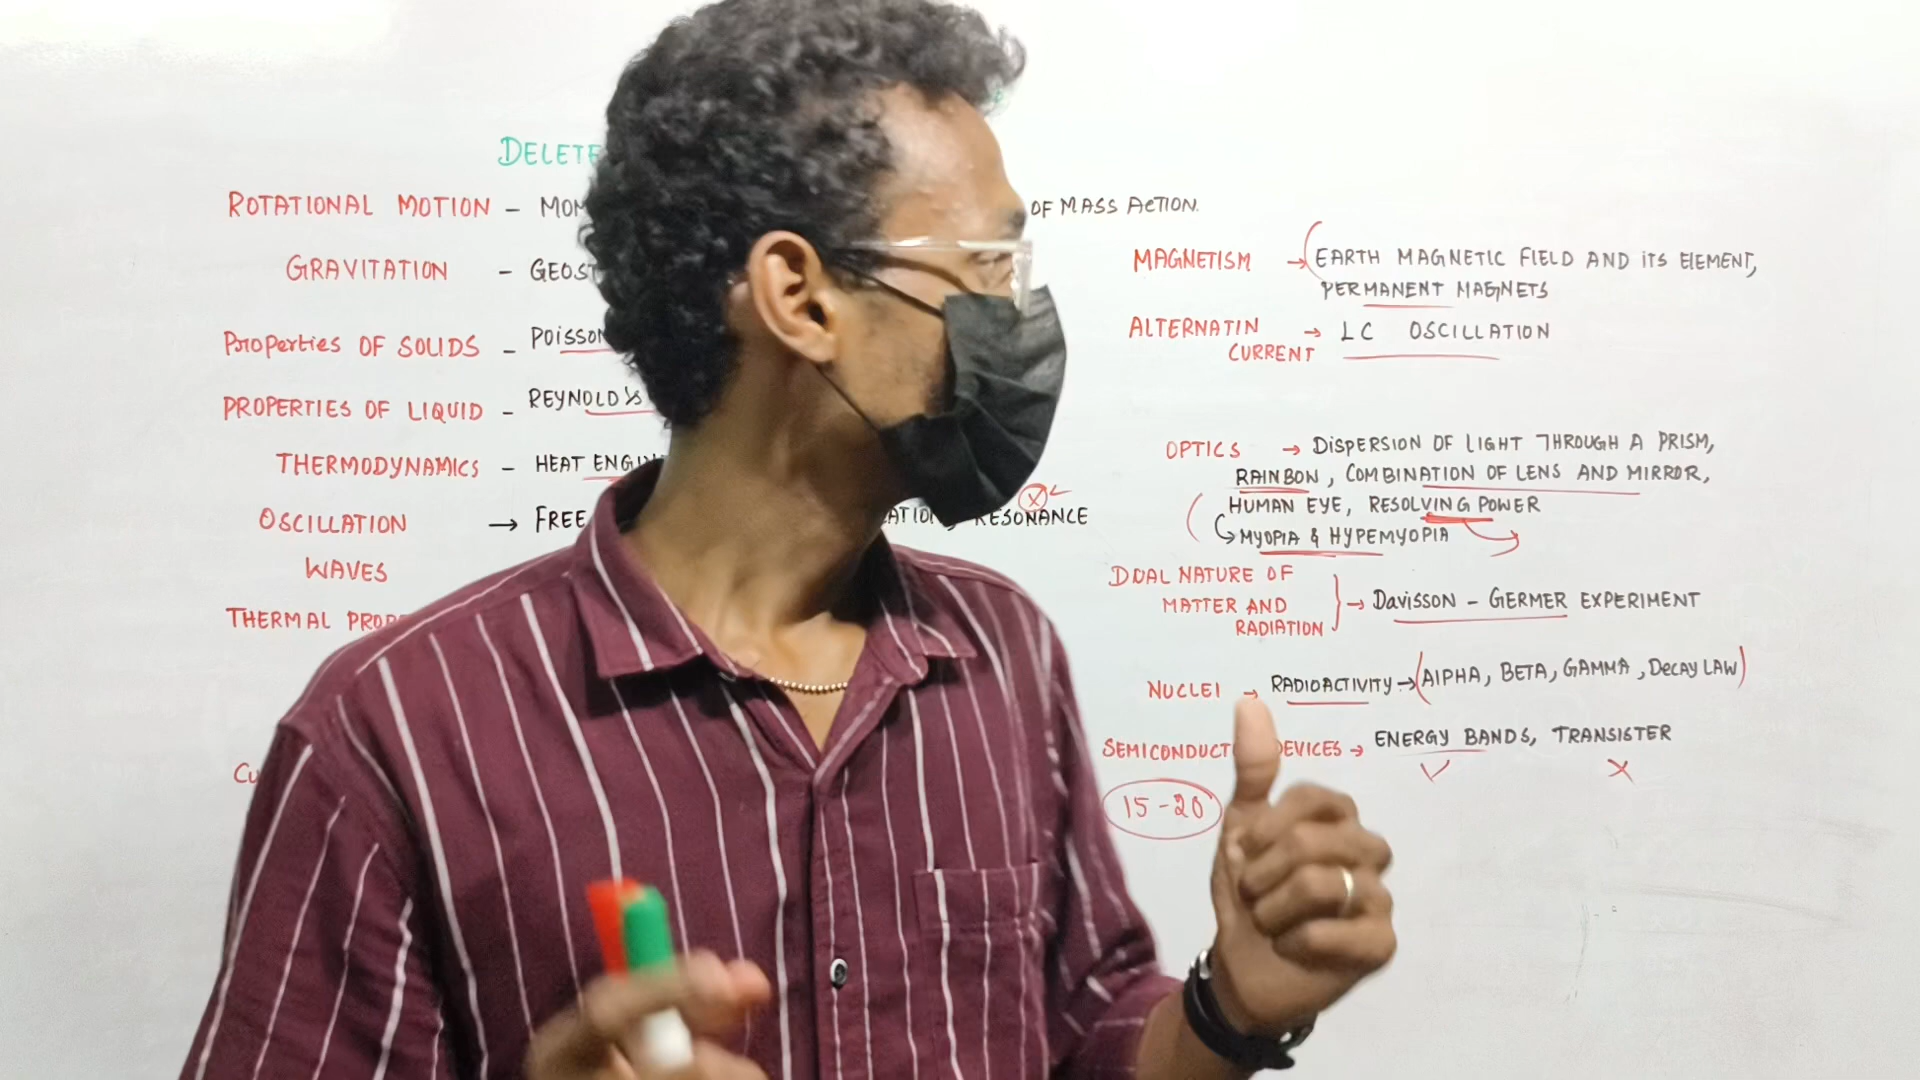 DELETE
ROTATIONAL MOTION - MOM
OF MASS ACTION.
GRAVITATION - GEOST
PROPERTIES OF SOLIDS - POISSON
PROPERTIES OF LIQUID - REYNOLD'S
THERMODYNAMICS - HEAT ENGIN
OSCILLATION → FREE
RESONANCE
WAVES
THERMAL PROP
CU
MAGNETISM → EARTH MAGNETIC FIELD AND ITS ELEMENT,
PERMANENT MAGNETS
ALTERNATIN → LC OSCILLATION
CURRENT
OPTICS → DISPERSION OF LIGHT THROUGH A PRISM,
RAINBON, COMBINATION OF LENS AND MIRROR,
HUMAN EYE, RESOLVING POWER
MYOPIA & HYPEMYOPIA
DUAL NATURE OF
MATTER AND
RADIATION
→ DAVISSON - GERMER EXPERIMENT
NUCLEI → RADIOACTIVITY → (ALPHA, BETA, GAMMA, DECAY LAW)
SEMICONDUCT EVICES → ENERGY BANDS, TRANSISTER
15-20